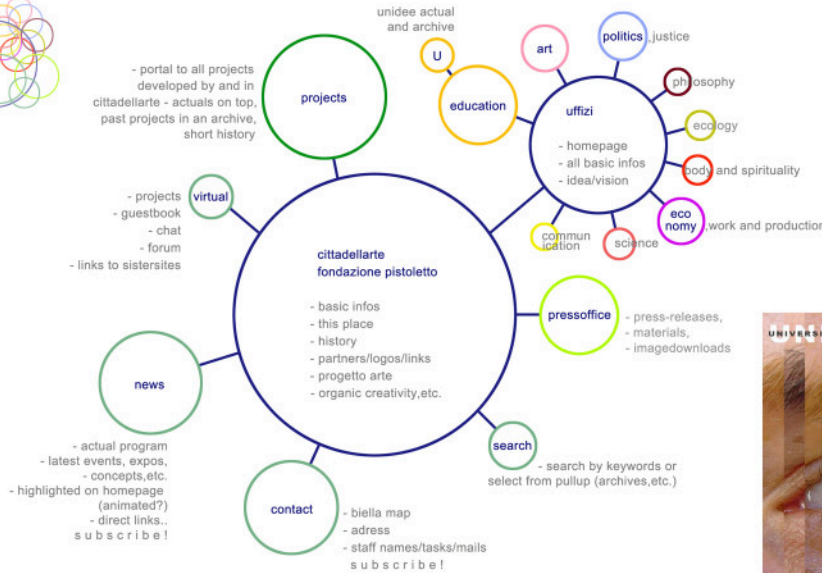 unidee actual
and archive
U
education
art
politics ,justice
philosophy
ecology
body and spirituality
eco
nomy ,work and production
science
commun
ication
uffizi
- homepage
- all basic infos
- idea/vision
projects
- portal to all projects
developed by and in
cittadellarte - actuals on top,
past projects in an archive,
short history
virtual
- projects
- guestbook
- chat
- forum
- links to sistersites
cittadellarte
fondazione pistoletto
- basic infos
- this place
- history
- partners/logos/links
- progetto arte
- organic creativity,etc.
pressoffice
- press-releases,
- materials,
- imagedownloads
news
- actual program
- latest events, expos,
- concepts,etc.
- highlighted on homepage
(animated?)
- direct links..
subscribe!
contact
- biella map
- adress
- staff names/tasks/mails
subscribe!
search
- search by keywords or
select from pullup (archives,etc.)